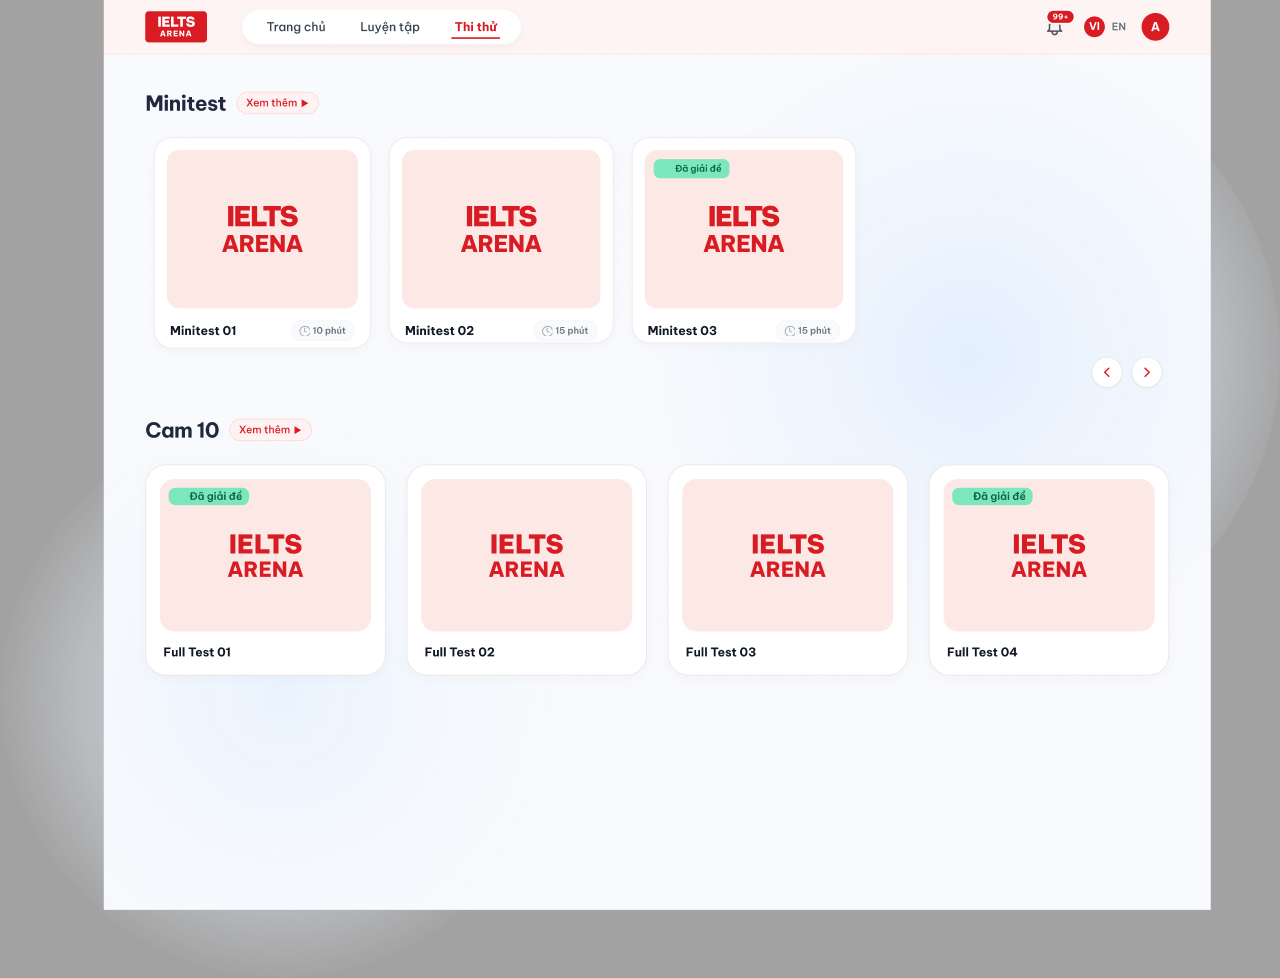 IELTS
ARENA
Trang chủ
Luyện tập
Thi thử
99+
VI
EN
A
Minitest
Xem thêm ▶
IELTS
ARENA
Minitest 01
10 phút
IELTS
ARENA
Minitest 02
15 phút
Đã giải đề
IELTS
ARENA
Minitest 03
15 phút
Cam 10
Xem thêm ▶
Đã giải đề
IELTS
ARENA
Full Test 01
IELTS
ARENA
Full Test 02
IELTS
ARENA
Full Test 03
Đã giải đề
IELTS
ARENA
Full Test 04